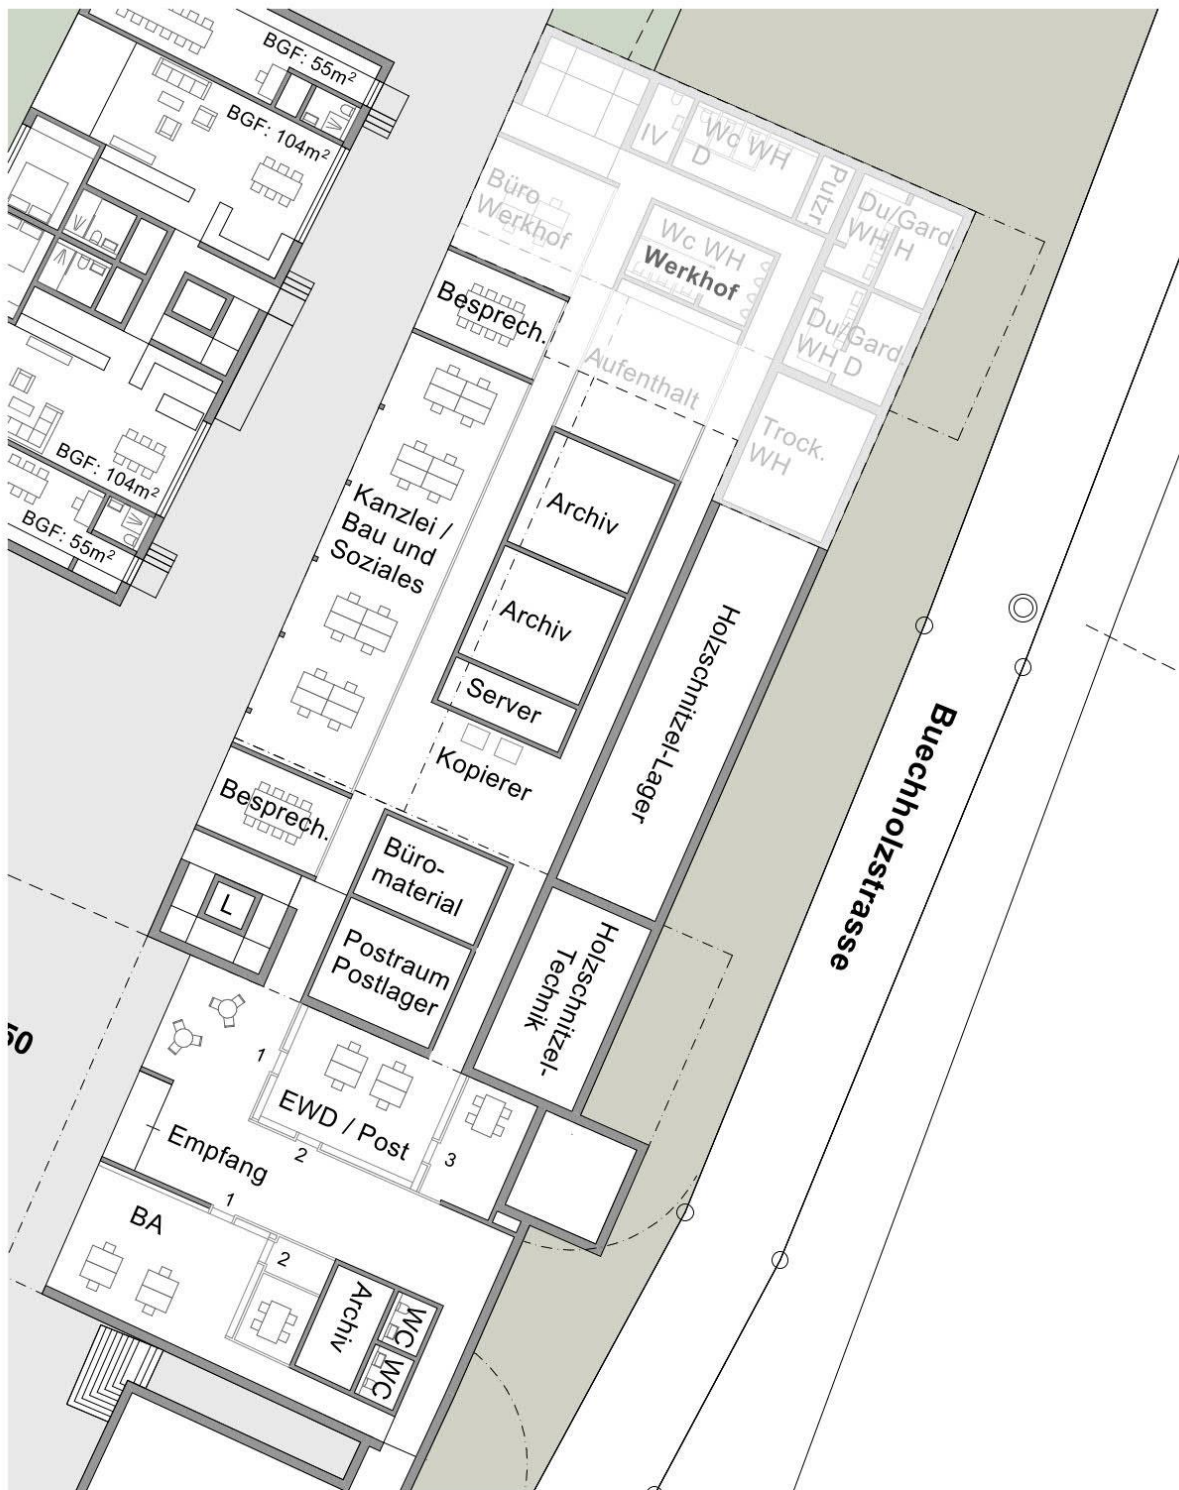 BGF: 55m²
BGF: 104m²
IV
Wc WH
D
Putzr
Du/Gard
WH H
Büro
Werkhof
Wc WH
Werkhof
Besprech.
Du/Gard
WH D
Aufenthalt
Trock.
WH
BGF: 104m²
BGF: 55m²
Kanzlei /
Bau und
Soziales
Archiv
Archiv
Server
Kopierer
Holzschnitzel-Lager
Buechholzstrasse
Besprech.
Büro-
material
L
Postraum
Postlager
Holzschnitzel-
Technik
50
1
EWD / Post
2
3
Empfang
1
BA
2
Archiv
WC
WC